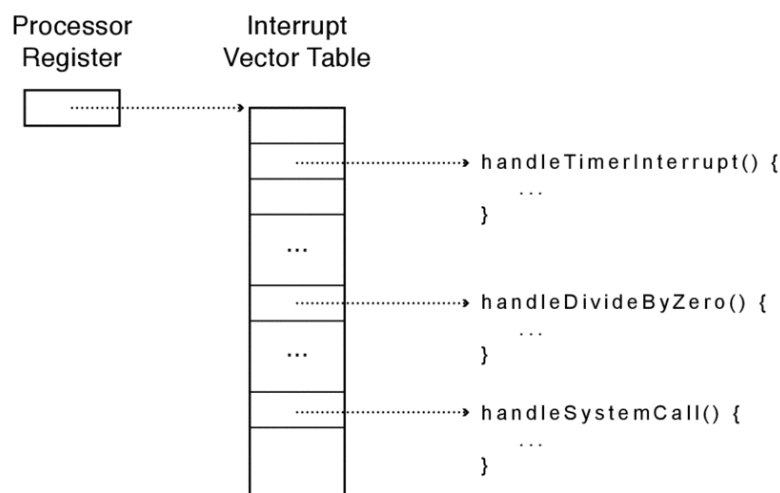 Processor
Register
Interrupt
Vector Table
handleTimerInterrupt() {
...
}
...
handleDivideByZero() {
...
}
...
handleSystemCall() {
...
}